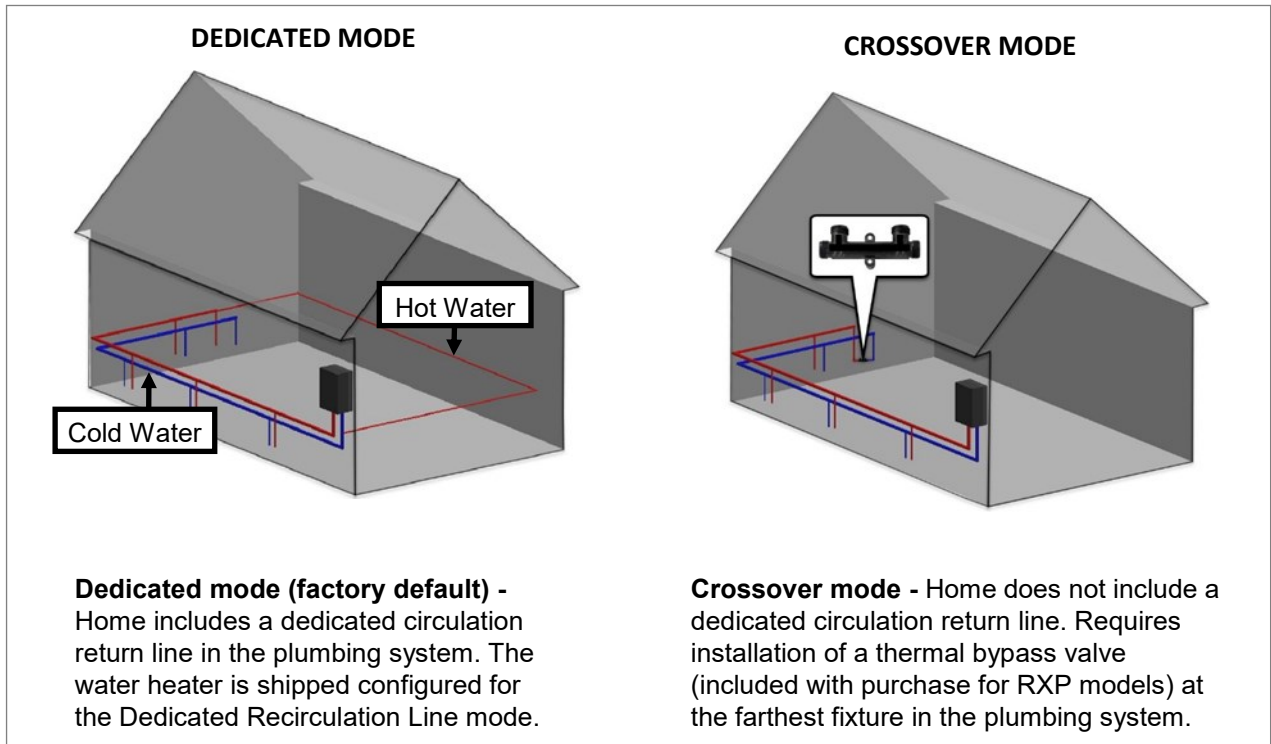 DEDICATED MODE
CROSSOVER MODE
Hot Water
Cold Water
Dedicated mode (factory default) -
Home includes a dedicated circulation
return line in the plumbing system. The
water heater is shipped configured for
the Dedicated Recirculation Line mode.
Crossover mode - Home does not include a
dedicated circulation return line. Requires
installation of a thermal bypass valve
(included with purchase for RXP models) at
the farthest fixture in the plumbing system.